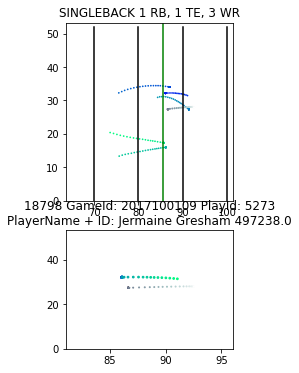 SINGLEBACK 1 RB, 1 TE, 3 WR
50
40
30
20
10
0
70 80 90 100
18798 GameId: 2017100109 PlayId: 5273
PlayerName + ID: Jermaine Gresham 497238.0
40
20
0
85 90 95